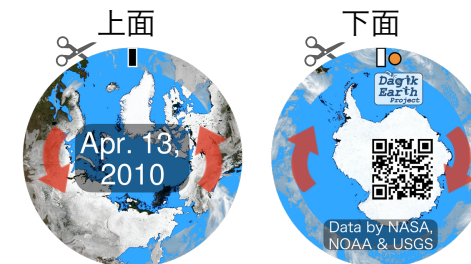 上面
下面
Apr. 13,
2010
Dagik
Earth
Project
Data by NASA,
NOAA & USGS